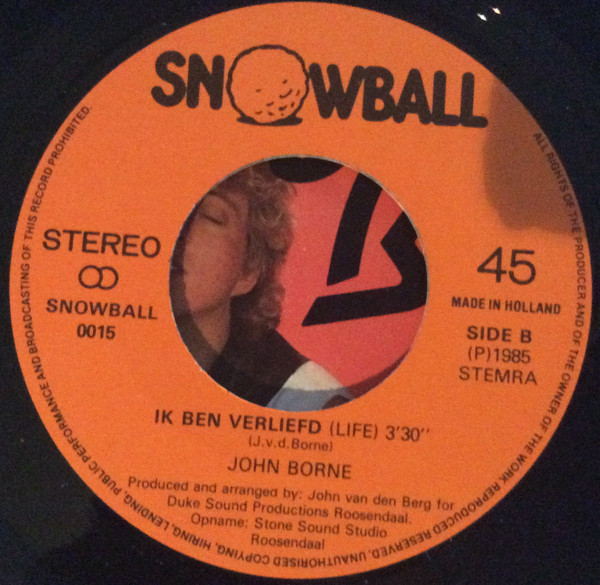 SNOWBALL
STEREO
SNOWBALL
0015
45
MADE IN HOLLAND
SIDE B
(P)1985
STEMRA
IK BEN VERLIEFD (LIFE) 3'30''
(J.v.d.Borne)
JOHN BORNE
Produced and arranged by: John van den Berg for
Duke Sound Productions Roosendaal.
Opname: Stone Sound Studio
Roosendaal
ALL RIGHTS OF THE PRODUCER AND OF THE OWNER OF THE WORK REPRODUCED RESERVED. UNAUTHORISED COPYING, HIRING, LENDING, PUBLIC PERFORMANCE AND BROADCASTING OF THIS RECORD PROHIBITED.